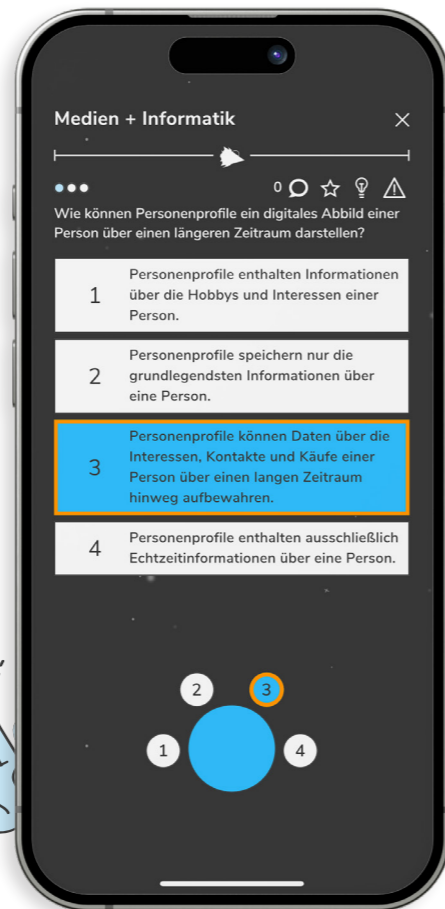 Medien + Informatik
0
Wie können Personenprofile ein digitales Abbild einer
Person über einen längeren Zeitraum darstellen?
1
Personenprofile enthalten Informationen
über die Hobbys und Interessen einer
Person.
2
Personenprofile speichern nur die
grundlegendsten Informationen über
eine Person.
3
Personenprofile können Daten über die
Interessen, Kontakte und Käufe einer
Person über einen langen Zeitraum
hinweg aufbewahren.
4
Personenprofile enthalten ausschließlich
Echtzeitinformationen über eine Person.
2 3
1 4